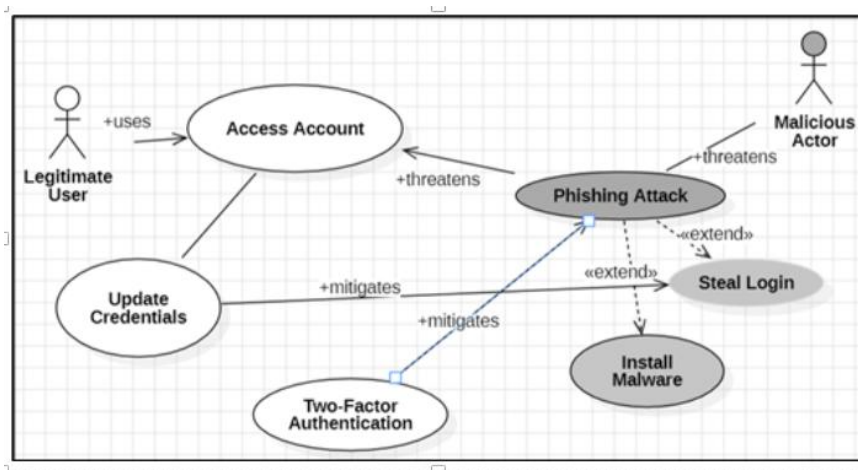 +uses
Access Account
Legitimate
User
Malicious
Actor
+threatens
+threatens
Phishing Attack
«extend»
«extend»
Steal Login
+mitigates
Update
Credentials
+mitigates
Install
Malware
Two-Factor
Authentication